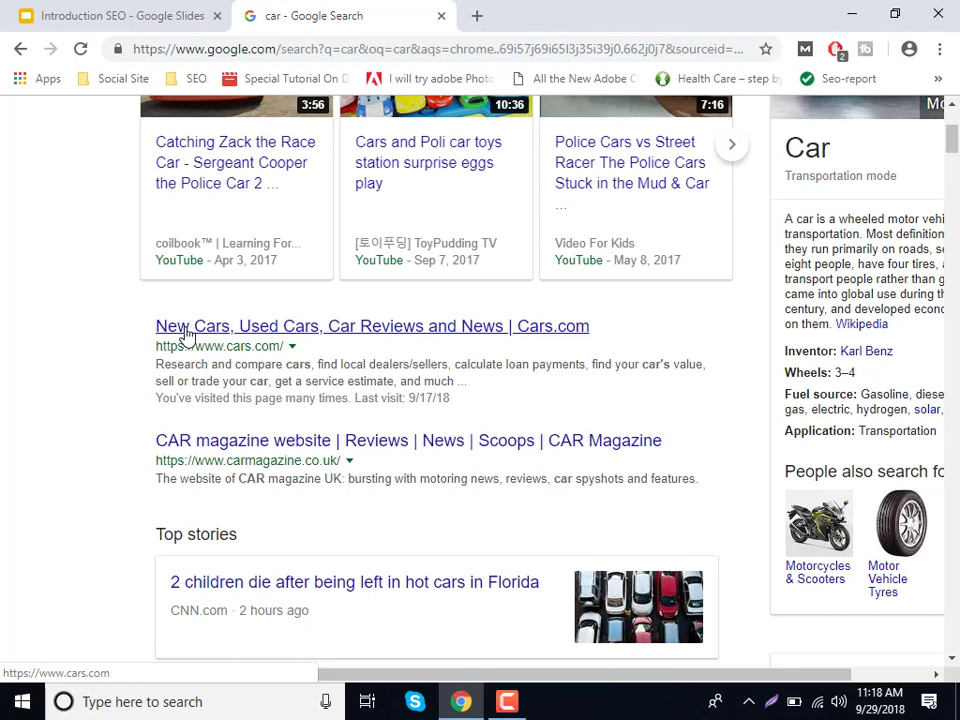 Introduction SEO - Google Slides
car - Google Search
https://www.google.com/search?q=car&oq=car&aqs=chrome..69i57j69i65l3j35i39j0.662j0j7&sourceid=...
M
2
Apps
Social Site
SEO
Special Tutorial On D
I will try adobe Photo
All the New Adobe C
Health Care – step by
Seo-report
»
3:56
10:36
7:16
Mo
Catching Zack the Race
Car - Sergeant Cooper
the Police Car 2 ...
coilbook™ | Learning For...
YouTube - Apr 3, 2017
Cars and Poli car toys
station surprise eggs
play
[토이푸딩] ToyPudding TV
YouTube - Sep 7, 2017
Police Cars vs Street
Racer The Police Cars
Stuck in the Mud & Car
...
Video For Kids
YouTube - May 8, 2017
New Cars, Used Cars, Car Reviews and News | Cars.com
https://www.cars.com/
Research and compare cars, find local dealers/sellers, calculate loan payments, find your car's value,
sell or trade your car, get a service estimate, and much ...
You've visited this page many times. Last visit: 9/17/18
CAR magazine website | Reviews | News | Scoops | CAR Magazine
https://www.carmagazine.co.uk/
The website of CAR magazine UK: bursting with motoring news, reviews, car spyshots and features.
Top stories
2 children die after being left in hot cars in Florida
CNN.com · 2 hours ago
Car
Transportation mode
A car is a wheeled motor vehi
transportation. Most definition
they run primarily on roads, se
eight people, have four tires, a
transport people rather than g
came into global use during th
century, and developed econo
on them. Wikipedia
Inventor: Karl Benz
Wheels: 3–4
Fuel source: Gasoline, diese
gas, electric, hydrogen, solar,
Application: Transportation
People also search fo
Motorcycles
& Scooters
Motor
Vehicle
Tyres
https://www.cars.com
Type here to search
11:18 AM
9/29/2018